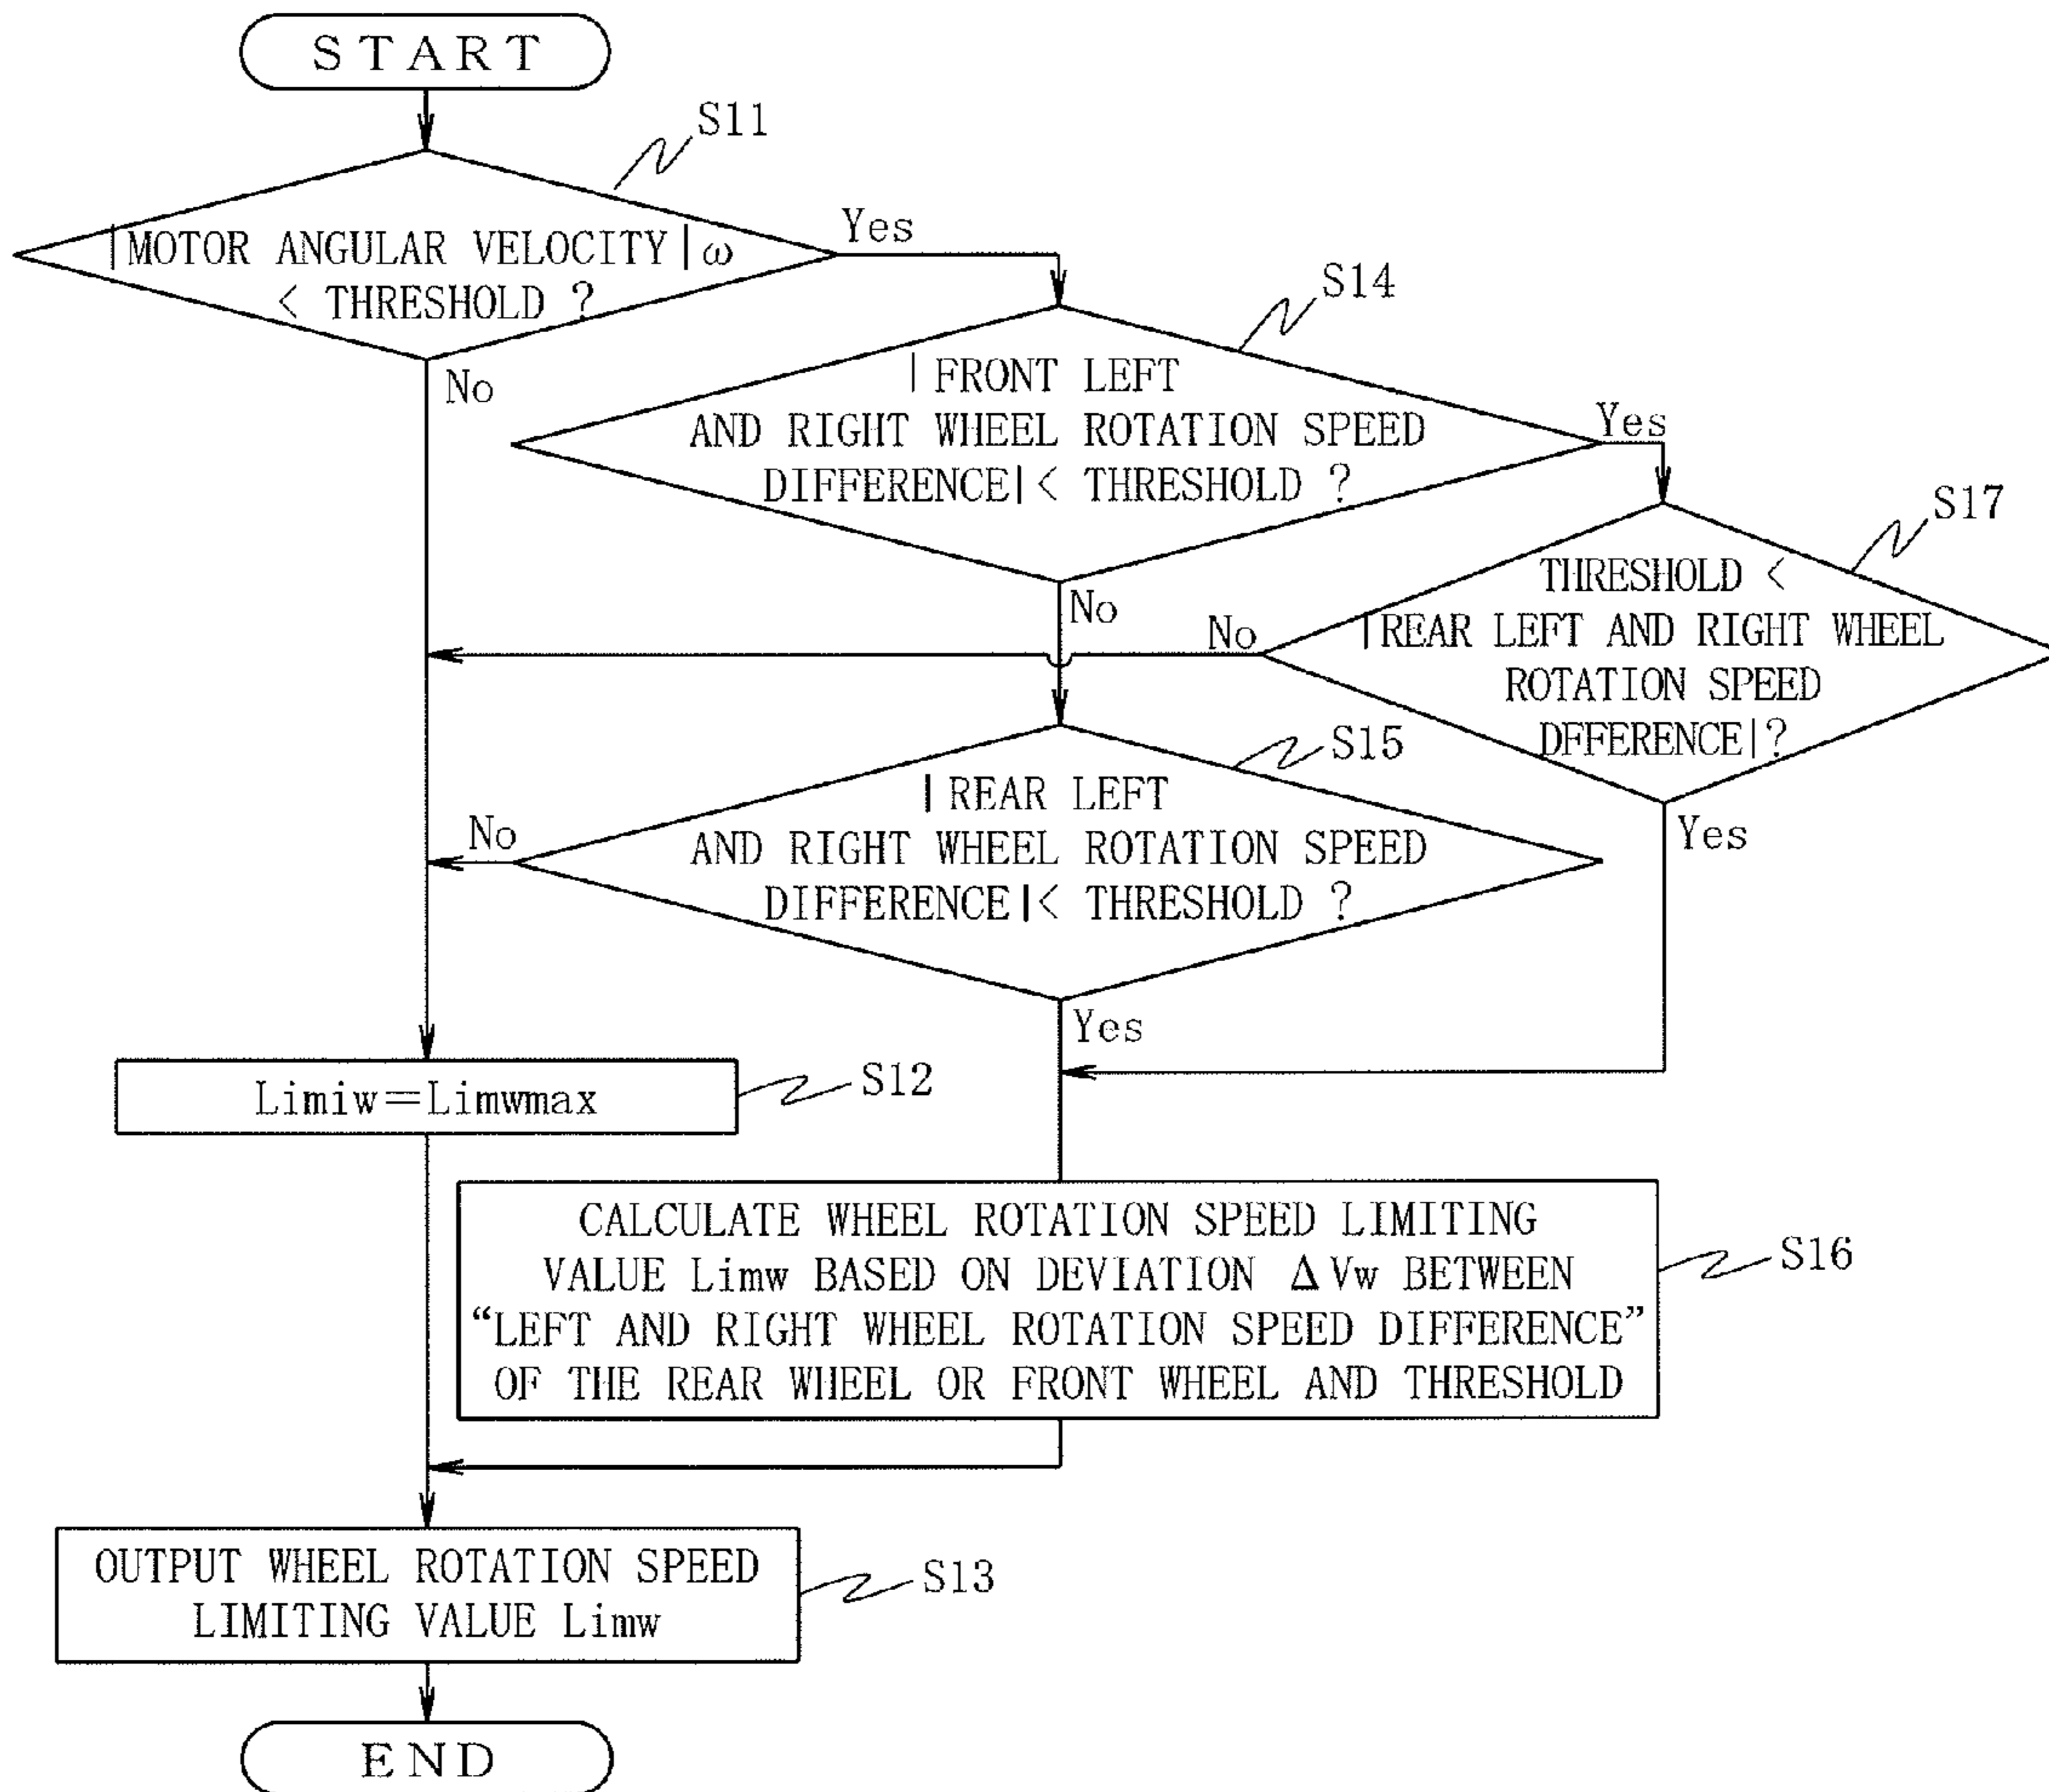 START
S11
|MOTOR ANGULAR VELOCITY|ω
< THRESHOLD ?
Yes
No
S14
|FRONT LEFT
AND RIGHT WHEEL ROTATION SPEED
DIFFERENCE|< THRESHOLD ?
Yes
No
S17
THRESHOLD <
|REAR LEFT AND RIGHT WHEEL
ROTATION SPEED
DFFERENCE|?
No
Yes
S15
|REAR LEFT
AND RIGHT WHEEL ROTATION SPEED
DIFFERENCE|< THRESHOLD ?
No
Yes
Limiw=Limwmax
S12
CALCULATE WHEEL ROTATION SPEED LIMITING
VALUE Limw BASED ON DEVIATION ΔVw BETWEEN
“LEFT AND RIGHT WHEEL ROTATION SPEED DIFFERENCE”
OF THE REAR WHEEL OR FRONT WHEEL AND THRESHOLD
S16
OUTPUT WHEEL ROTATION SPEED
LIMITING VALUE Limw
S13
END